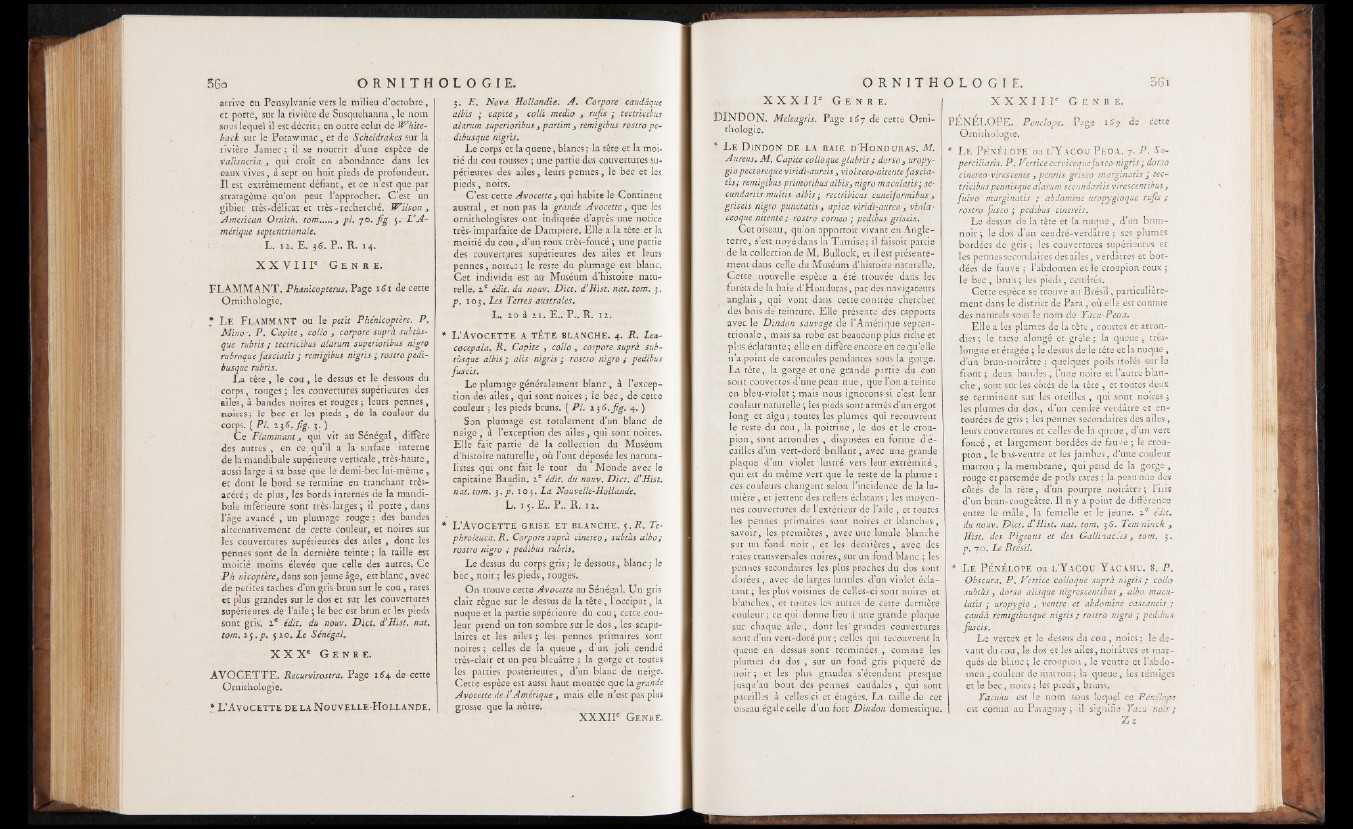 360 ORNITHOLOGIE.
arrive en Pensylvanie vers le milieu d'octobre,
et porte, sur la rivière de Susquehanna, le nom
sous lequel il est décrit; en outre celui de White-
back sur le Potawmac, et de Scheldrakes sur la
rivière Jamer; il se nourrit d'une espèce de
valisneria, qui croît en abondance dans les
eaux vives, à sept ou huit pieds de profondeur.
Il est extrêmement défiant, et ce n'est que par
stratagème qu'on peut l'approcher. C'est un
gibier très-délicat et très-recherché. Wilson,
American Ornith. tom....., pl. 70. fig 5. L'A-
mérique septentrionale.
L. 12. E. 36. P.. R. 14.
XXVIIIe GENRE.
FLAMMANT. Phænicopterus. Page 161 de cette
Ornithologie.
* LE FLAMMANT ou le petit Phénicoptère. P.
Minor. P. Capite, collo, corpore suprà subtùs-
que rubris; tectricibus alarum superioribus nigro
rubroque fasciatis; remigibus nigris; rostro pedi-
busque rubris.
La tête, le cou, le dessus et le dessous du
corps, rouges; les couvertures supérieures des
ailes, à bandes noires et rouges; leurs pennes,
noires; le bec et les pieds, de la couleur du
corps. (Pl. 236. fig. 3.)
Ce Flammant, qui vit au Sénégal, diffère
des autres, en ce qu'il a la surface interne
de la mandibule supérieure verticale, très-haute,
aussi large à sa base que le demi-bec lui-même,
et dont le bord se termine en tranchant très-
acéré; de plus, les bords internes de la mandi-
bule inférieure sont très-larges; il porte, dans
l'âge avancé, un plumage rouge; des bandes
alternativement de cette couleur, et noires sur
les couvertures supérieures des ailes, dont les
pennes sont de la dernière teinte; la taille est
moitié moins élevée que celle des autres. Ce
Phénicoptère, dans son jeune âge, est blanc, avec
de petites taches d'un gris-brun sur le cou, rares
et plus grandes sur le dos et sur les couvertures
supérieures de l'aile; le bec est brun et les pieds
sont gris. 2e édit. du nouv. Dict. d'Hist. nat.
tom. 25. p. 520. Le Sénégal.
XXXe GENRE.
AVOCETTE. Recurvirostra. Page 164 de cette
Ornithologie.
* L'AVOCETTE DE LA NOUVELLE-HOLLANDE.
3. E. Novæ Hollandiæ. A. Corpore caudâque
albis; capite, colli medio, rufis; tectricibus
alarum superioribus, partim, remigibus rostro pe-
dibusque nigris.
Le corps et la queue, blancs; la tête et la moi-
tié du cou rousses; une partie des couvertures su-
périeures des ailes, leurs pennes, le bec et les
pieds, noirs.
C'est cette Avocette, qui habite le Continent
austral, et non pas la grande Avocette, que les
ornithologistes ont indiquée d'après une notice
très-imparfaite de Dampiere. Elle a la tête et la
moitié du cou, d'un roux très-foncé; une partie
des couvertures supérieures des ailes et leurs
pennes, noires; le reste du plumage est blanc.
Cet individu est au Muséum d'histoire natu-
relle. 2e édit. du nouv. Dict. d'Hist. nat. tom. 3.
p. 103. Les Terres australes.
L. 20 à 21. E.. P.. R. 12.
* L'AVOCETTE A TÊTE BLANCHE. 4. R. Leu-
cocepala. R. Capite, collo, corpore suprà sub-
tùsque albis; alis nigris; rostro nigro; pedibus
fuscis.
Le plumage généralement blanc, à l'excep-
tion des ailes, qui sont noires; le bec, de cette
couleur; les pieds bruns. (Pl. 236. fig. 4.)
Son plumage est totalement d'un blanc de
neige, à l'exception des ailes, qui sont noires.
Elle fait partie de la collection du Muséum
d'histoire naturelle, où l'ont déposée les natura-
listes qui ont fait le tour du Monde avec le
capitaine Baudin. 2e édit. du nouv. Dict. d'Hist.
nat. tom. 3. p. 103. La Nouvelle-Hollande.
L. 15. E.. P.. R. 12.
* L'AVOCETTE GRISE ET BLANCHE. 5. R. Te-
phroleuca. R. Corpore suprà cinereo, subtùs albo;
rostro nigro; pedibus rubris.
Le dessus du corps gris; le dessous, blanc; le
bec, noir; les pieds, rouges.
On trouve cette Avocette au Sénégal. Un gris
clair règne sur le dessus de la tête, l'occiput, la
nuque et la partie supérieure du cou; cette cou-
leur prend un ton sombre sur le dos, les scapu-
laires et les ailes; les pennes primaires sont
noires; celles de la queue, d'un joli cendré
très-clair et un peu bleuâtre; la gorge et toutes
les parties postérieures, d'un blanc de neige.
Cette espèce est aussi haut montée que la grande
Avocette de l'Amérique, mais elle n'est pas plus
grosse que la nôtre.
XXXIIe GENRE.
ORNITHOLOGIE. 361
XXXIIe GENRE.
DINDON. Meleagris. Page 167 de cette Orni-
thologie.
* LE DINDON DE LA BAIE D'HONDURAS. M.
Aureus. M. Capite colloque glabris; dorso, uropy-
gio pectoreque viridi-aureis, violaceo-nitente fascia-
tis; remigibus primoribus albis, nigro maculatis; se-
cundariis multis albis; rectribicus cuneiformibus,
griseis nigro punctatis, apice viridi-aureo, viola-
ceoque nitente; rostro corneo; pedibus griseis.
Cet oiseau, qu'on apportoit vivant en Angle-
terre, s'est noyé dans la Tamise; il faisoit partie
de la collection de M. Bullock, et il est présente-
ment dans celle du Muséum d'histoire naturelle.
Cette nouvelle espèce a été trouvée dans les
forêts de la baie d'Honduras, par des navigateurs
anglais, qui vont dans cette contrée chercher
des bois de teinture. Elle présente des rapports
avec le Dindon sauvage de l'Amérique septen-
trionale, mais sa robe est beaucoup plus riche et
plus éclatante; elle en diffère encore en ce qu'elle
n'a point de caroncules pendantes sous la gorge.
La tête, la gorge et une grande partie du cou
sont couvertes d'une peau nue, que l'on a teinte
en bleu-violet; mais nous ignorons si c'est leur
couleur naturelle; les pieds sont armés d'un ergot
long et aigu; toutes les plumes qui recouvrent
le reste du cou, la poitrine, le dos et le crou-
pion, sont arrondies, disposées en forme d'é-
cailles d'un vert-doré brillant, avec une grande
plaque d'un violet lustré vers leur extrémité,
qui est du même vert que le reste de la plume:
ces couleurs changent selon l'incidence de la lu-
mière, et jettent des reflets éclatans; les moyen-
nes couvertures de l'extérieur de l'aile, et toutes
les pennes primaires sont noires et blanches,
savoir, les premières, avec une lunule blanche
sur un fond noir, et les dernières, avec des
raies transversales noires, sur un fond blanc; les
pennes secondaires les plus proches du dos sont
dorées, avec de larges lunules d'un violet écla-
tant; les plus voisines de celles-ci sont noires et
blanches, et toutes les autres de cette dernière
couleur; ce qui donne lieu à une grande plaque
sur chaque aile, dont les grandes couvertures
sont d'un vert-doré pur; celles qui recouvrent la
queue en dessus sont terminées, comme les
plumes du dos, sur un fond gris piqueté de
noir; et les plus grandes s'étendent presque
jusqu'au bout des pennes caudales, qui sont
pareilles à celles-ci et étagées. La taille de cet
oiseau égale celle d'un fort Dindon domestique.
XXXIIIe GENRE.
PÉNÉLOPE. Penelope. Page 169 de cette
Ornithologie.
* LE PÉNÉLOPE ou L'YACOU PEOA. 7. P. Su-
perciliaris. P. Vertice cerviceque fusco-nigris; dorso
cinereo-virescente, pennis griseo marginatis; tec-
tricibus pennisque alarum secundariis virescentibus,
fulvo marginatis; abdomine uropygioque rufis;
rostro fusco; pedibus cinereis.
Le dessus de la tête et la nuque, d'un brun-
noir; le dos d'un cendré-verdâtre; ses plumes
bordées de gris; les couvertures supérieures et
les pennes secondaires des ailes, verdâtres et bor-
dées de fauve; l'abdomen et le croupion roux;
le bec, brun; les pieds, cendrés.
Cette espèce se trouve au Brésil, particulière-
ment dans le district de Para, où elle est connue
des naturels sous le nom de Yacu-Peoa.
Elle a les plumes de la tête, courtes et arron-
dies; le tarse alongé et grêle; la queue, très-
longue et étagée; le dessus de la tête et la nuque,
d'un brun-noirâtre; quelques poils isolés sur le
front; deux bandes, l'une noire et l'autre blan-
che, sont sur les côtés de la tête, et toutes deux
se terminent sur les oreilles, qui sont noires;
les plumes du dos, d'un cendré verdâtre et en-
tourées de gris; les pennes secondaires des ailes,
leurs couvertures et celles de la queue, d'un vert
foncé, et largement bordées de fauve; le crou-
pion, le bas-ventre et les jambes, d'une couleur
marron; la membrane, qui pend de la gorge,
rouge et parsemée de poils rares; la peau nue des
côtés de la tête, d'un pourpre noirâtre; l'iris
d'un brun-rougeâtre. Il n'y a point de différence
entre le mâle, la femelle et le jeune. 2e édit.
du nouv. Dict. d'Hist. nat. tom. 36. Temminck,
Hist. des Pigeons et des Gallinacées, tom. 3.
p. 70. Le Brésil.
* LE PÉNÉLOPE ou L'YACOU YACAHU. 8. P.
Obscura. P. Vertice colloque suprà nigris; collo
subtùs, dorso alisque nigrescentibus, albo macu-
latis; uropygio, ventre et abdomine castaneis;
caudâ remigibusque nigris; rostro nigro; pedibus
fuscis.
Le vertex et le dessus du cou, noirs; le de-
vant du cou, le dos et les ailes, noirâtres et mar-
qués de blanc; le croupion, le ventre et l'abdo-
men, couleur de marron; la queue, les rémiges
et le bec, noirs; les pieds, bruns.
Yacuhu est le nom sous lequel ce Pénélope
est connu au Paraguay; il signifie Yacu noir;
Zz